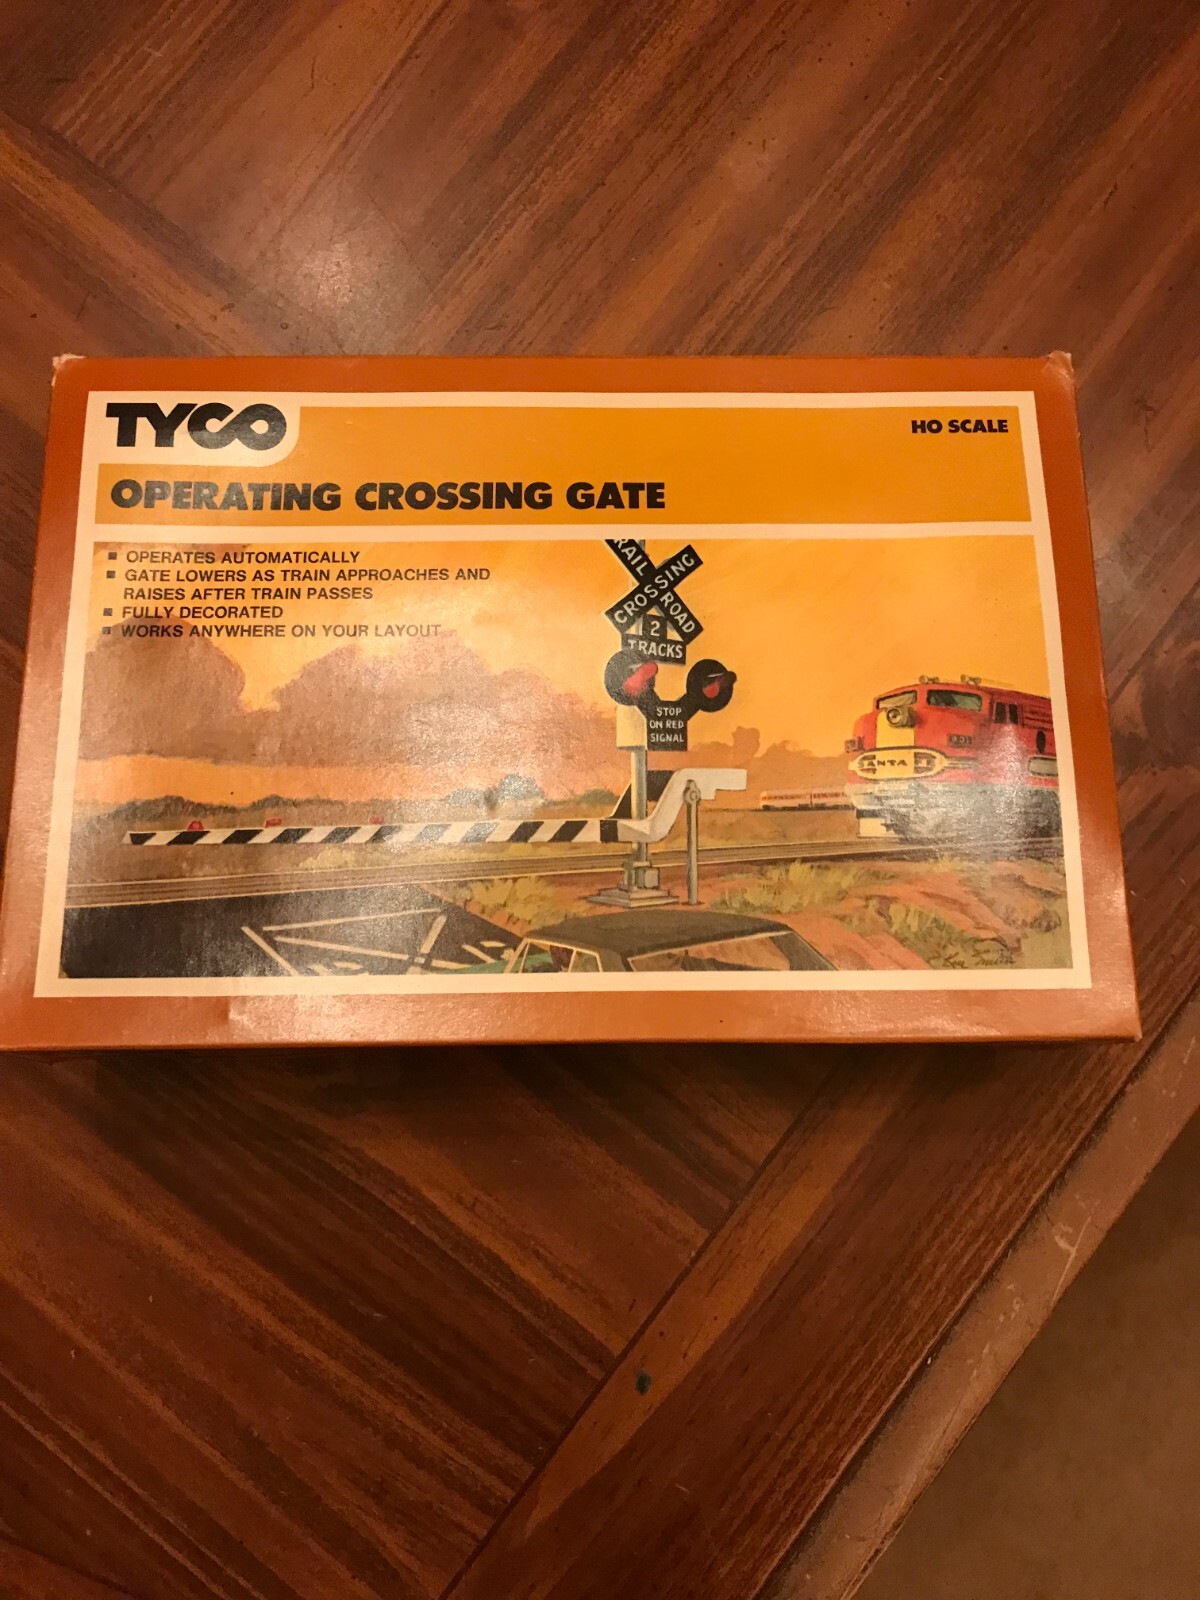 TYCO
HO SCALE
OPERATING CROSSING GATE
■ OPERATES AUTOMATICALLY
■ GATE LOWERS AS TRAIN APPROACHES AND
RAISES AFTER TRAIN PASSES
■ FULLY DECORATED
■ WORKS ANYWHERE ON YOUR LAYOUT
RAIL ROAD
CROSSING
2
TRACKS
STOP
ON RED
SIGNAL
SANTA FE